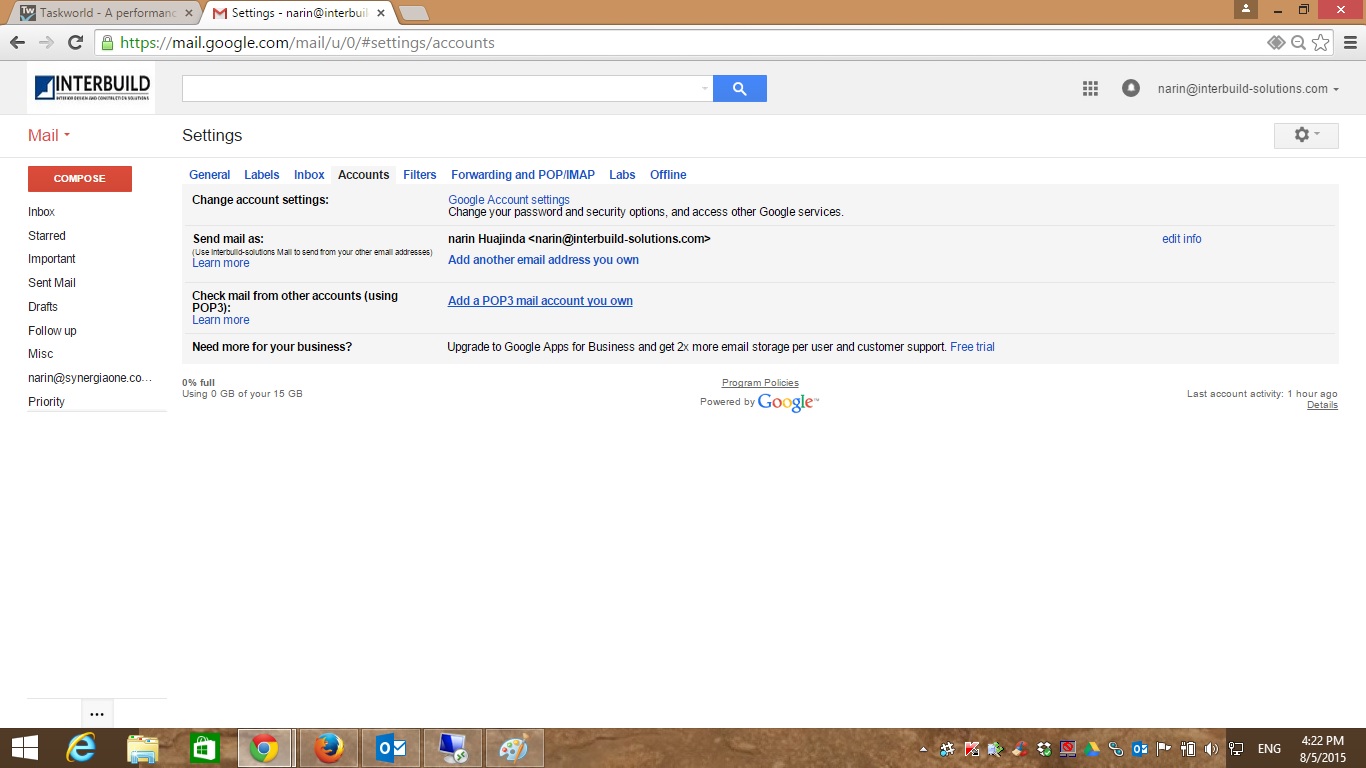 Taskworld - A performanc
Settings - narin@interbuil
https://mail.google.com/mail/u/0/#settings/accounts
INTERBUILD
INTERIOR DESIGN AND CONSTRUCTION SOLUTIONS
narin@interbuild-solutions.com
Mail
Settings
COMPOSE
General Labels Inbox Accounts Filters Forwarding and POP/IMAP Labs Offline
Inbox
Starred
Important
Sent Mail
Drafts
Follow up
Misc
narin@synergiaone.co…
Priority
Change account settings:
Google Account settings
Change your password and security options, and access other Google services.
Send mail as:
(Use Interbuild-solutions Mail to send from your other email addresses)
Learn more
narin Huajinda <narin@interbuild-solutions.com>
edit info
Add another email address you own
Check mail from other accounts (using
POP3):
Learn more
Add a POP3 mail account you own
Need more for your business?
Upgrade to Google Apps for Business and get 2x more email storage per user and customer support. Free trial
0% full
Using 0 GB of your 15 GB
Program Policies
Powered by Google™
Last account activity: 1 hour ago
Details
ENG
4:22 PM
8/5/2015